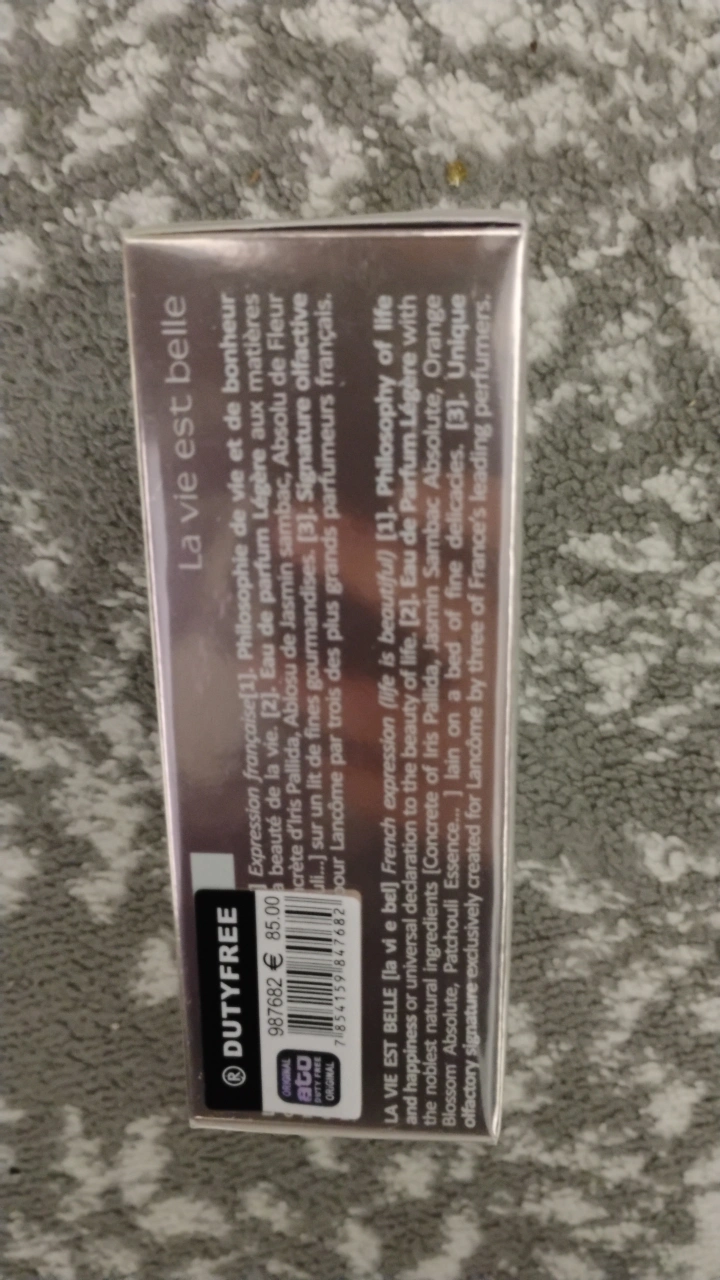 La vie est belle
] Expression française[1]. Philosophie de vie et de bonheur
a beauté de la vie. [2]. Eau de parfum Légère aux matières
crète d'Iris Pallida, Ablosu de Jasmin sambac, Absolu de Fleur
uli...] sur un lit de fines gourmandises. [3]. Signature olfactive
pour Lancôme par trois des plus grands parfumeurs français.
® DUTYFREE
987682 € 85.00
7 854159 847682
ORIGINAL
ato
DUTY FREE
ORIGINAL
LA VIE EST BELLE [la vi e bɛl] French expression (life is beautiful) [1]. Philosophy of life
and happiness or universal declaration to the beauty of life. [2]. Eau de Parfum Légère with
the noblest natural ingredients [Concrete of Iris Pallida, Jasmin Sambac Absolute, Orange
Blossom Absolute, Patchouli Essence... ] lain on a bed of fine delicacies. [3]. Unique
olfactory signature exclusively created for Lancôme by three of France's leading perfumers.